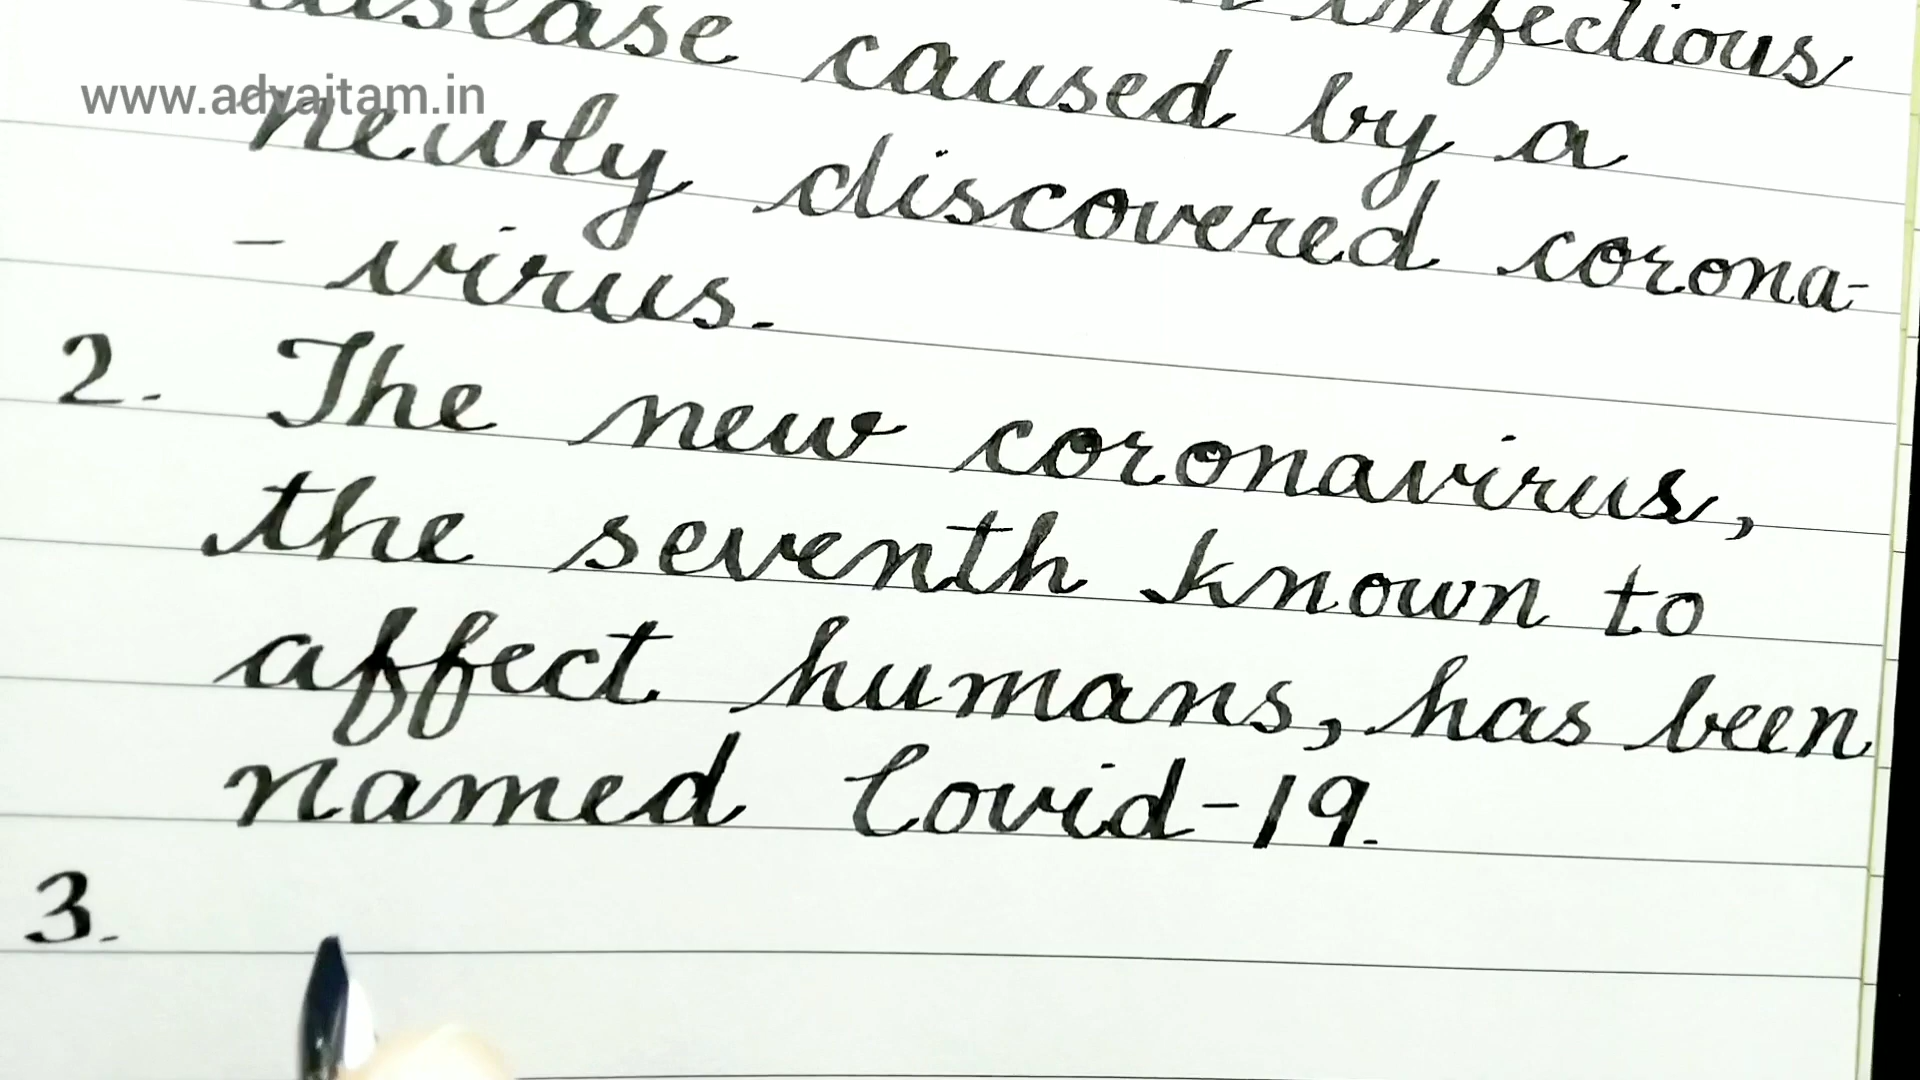 infectious
disease caused by a
www.advaitam.in
newly discovered corona-
- virus.
2. The new coronavirus,
the seventh known to
affect humans, has been
named Covid-19.
3.